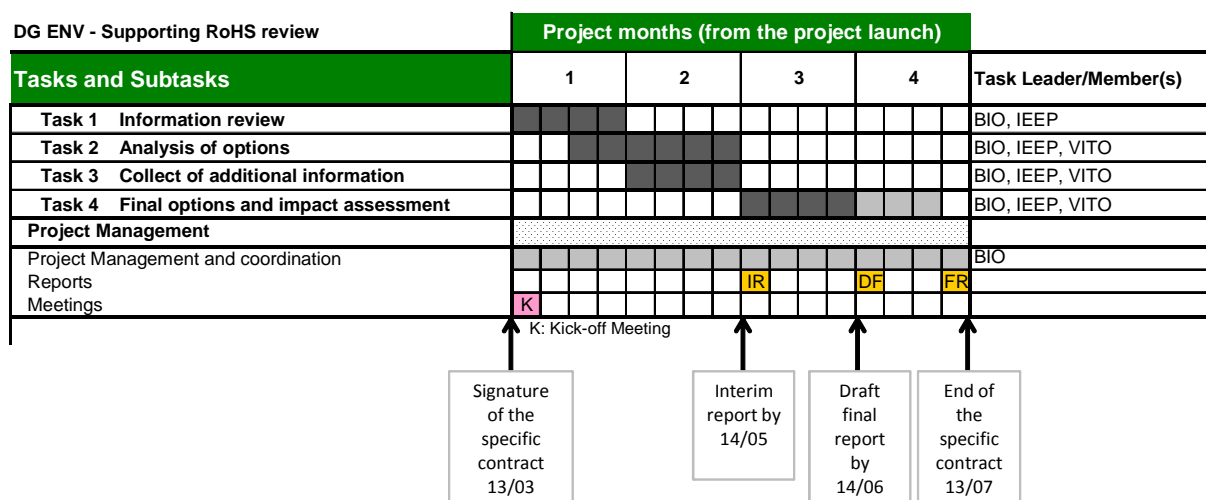 DG ENV - Supporting RoHS review
Project months (from the project launch)
Tasks and Subtasks 1 2 3 4 Task Leader/Member(s)
Task 1 Information review BIO, IEEP
Task 2 Analysis of options BIO, IEEP, VITO
Task 3 Collect of additional information BIO, IEEP, VITO
Task 4 Final options and impact assessment BIO, IEEP, VITO
Project Management
Project Management and coordination BIO
Reports IR DF FR
Meetings K
K: Kick-off Meeting
Signature
of the
specific
contract
13/03
Interim
report by
14/05
Draft
final
report
by
14/06
End of
the
specific
contract
13/07